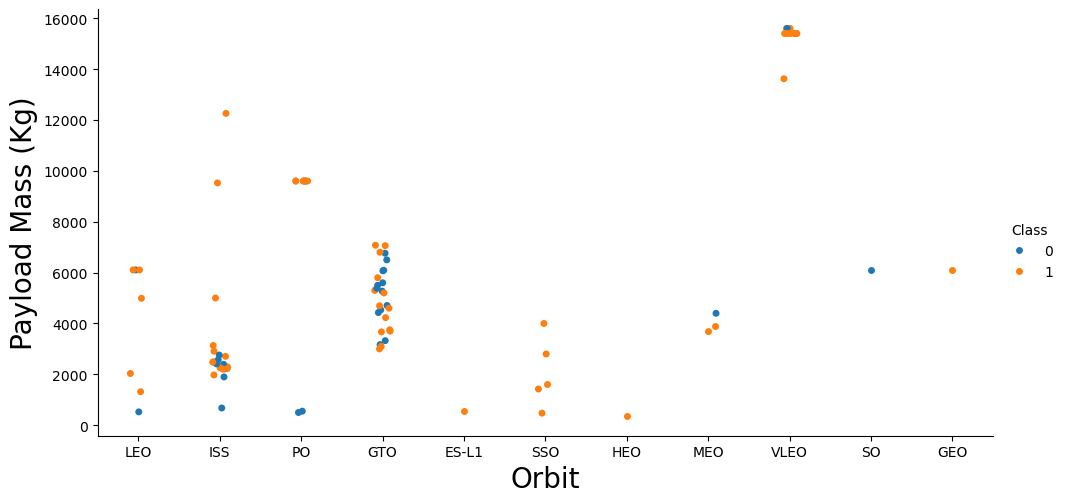 16000
14000
12000
10000
8000
6000
4000
2000
0
Payload Mass (Kg)
LEO ISS PO GTO ES-L1 SSO HEO MEO VLEO SO GEO
Orbit
Class
0
1